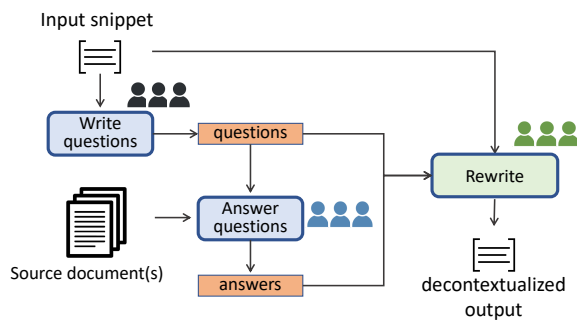 Input snippet
Write
questions
questions
Rewrite
Answer
questions
Source document(s)
answers
decontextualized
output